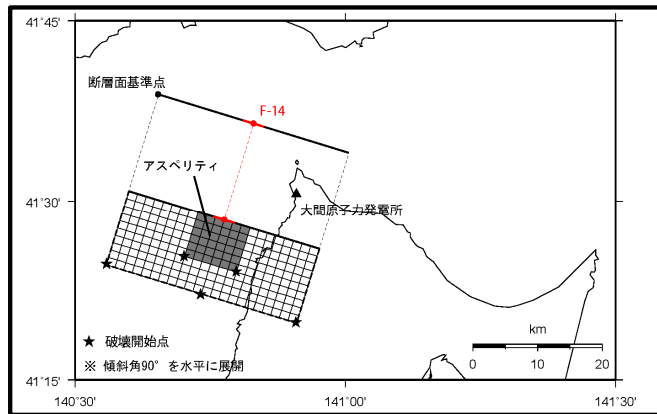 41°45'
断層面基準点
F-14
アスペリティ
41°30'
大間原子力発電所
★ 破壊開始点
※ 傾斜角90°を水平に展開
km
0 10 20
41°15'
140°30' 141°00' 141°30'